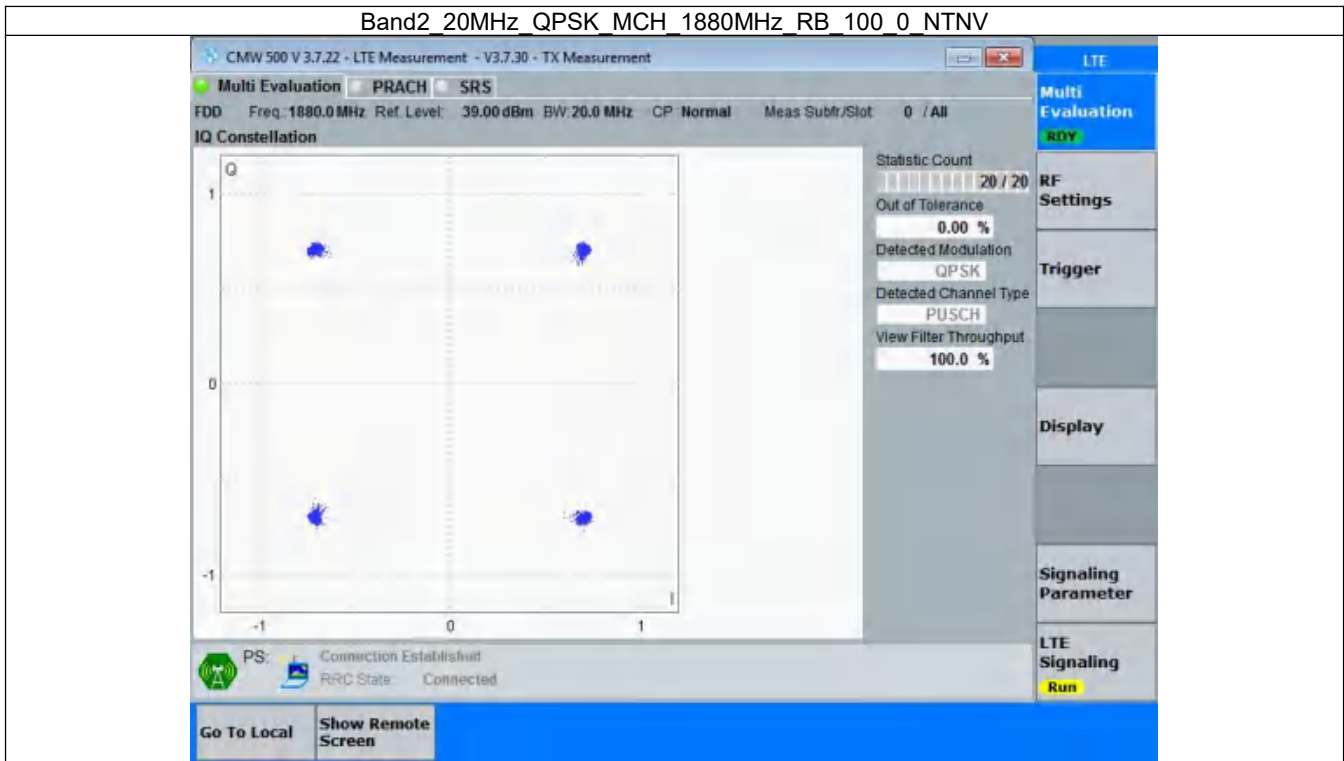 Band2_20MHz_QPSK_MCH_1880MHz_RB_100_0_NTNV
CMW 500 V 3.7.22 - LTE Measurement - V3.7.30 - TX Measurement
LTE
Multi Evaluation PRACH SRS
FDD Freq.: 1880.0 MHz Ref. Level: 39.00 dBm BW: 20.0 MHz CP: Normal Meas Subfr./Slot: 0 / All
IQ Constellation
Q
1
0
-1
I
-1 0 1
Statistic Count
20 / 20
Out of Tolerance
0.00 %
Detected Modulation
QPSK
Detected Channel Type
PUSCH
View Filter Throughput
100.0 %
Multi
Evaluation
RDY
RF
Settings
Trigger
Display
Signaling
Parameter
LTE
Signaling
Run
PS: Connection Established
RRC State: Connected
Go To Local
Show Remote
Screen